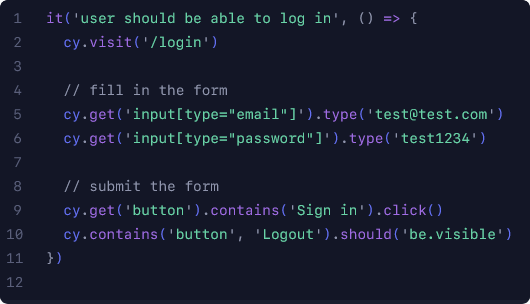 1 it('user should be able to log in', () => {
2 cy.visit('/login')
3
4 // fill in the form
5 cy.get('input[type="email"]').type('test@test.com')
6 cy.get('input[type="password"]').type('test1234')
7
8 // submit the form
9 cy.get('button').contains('Sign in').click()
10 cy.contains('button', 'Logout').should('be.visible')
11 })
12